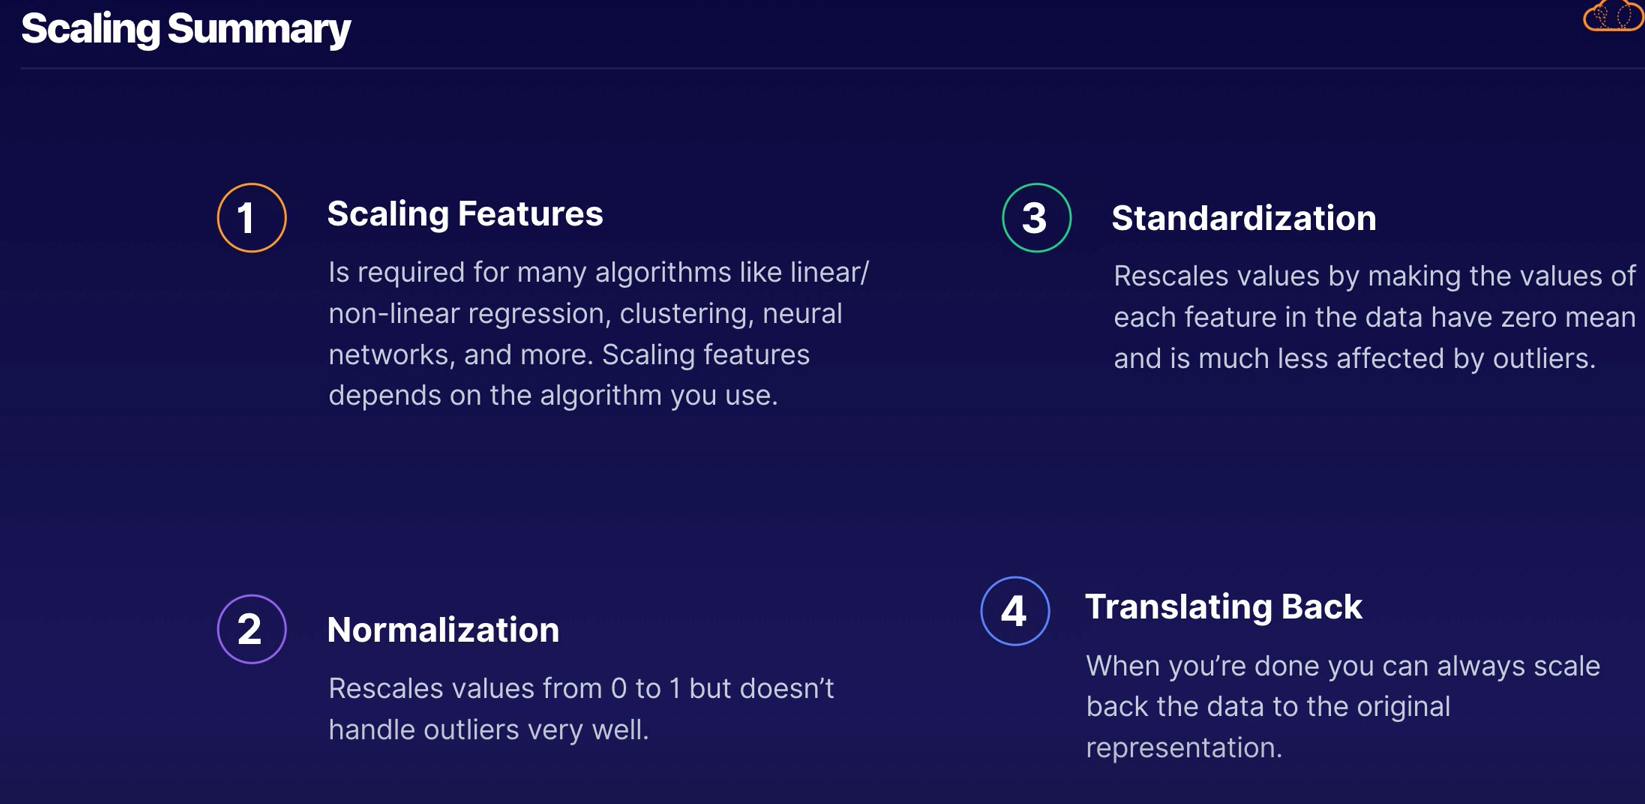 Scaling Summary
1
Scaling Features
Is required for many algorithms like linear/
non-linear regression, clustering, neural
networks, and more. Scaling features
depends on the algorithm you use.
2
Normalization
Rescales values from 0 to 1 but doesn’t
handle outliers very well.
3
Standardization
Rescales values by making the values of
each feature in the data have zero mean
and is much less affected by outliers.
4
Translating Back
When you’re done you can always scale
back the data to the original
representation.